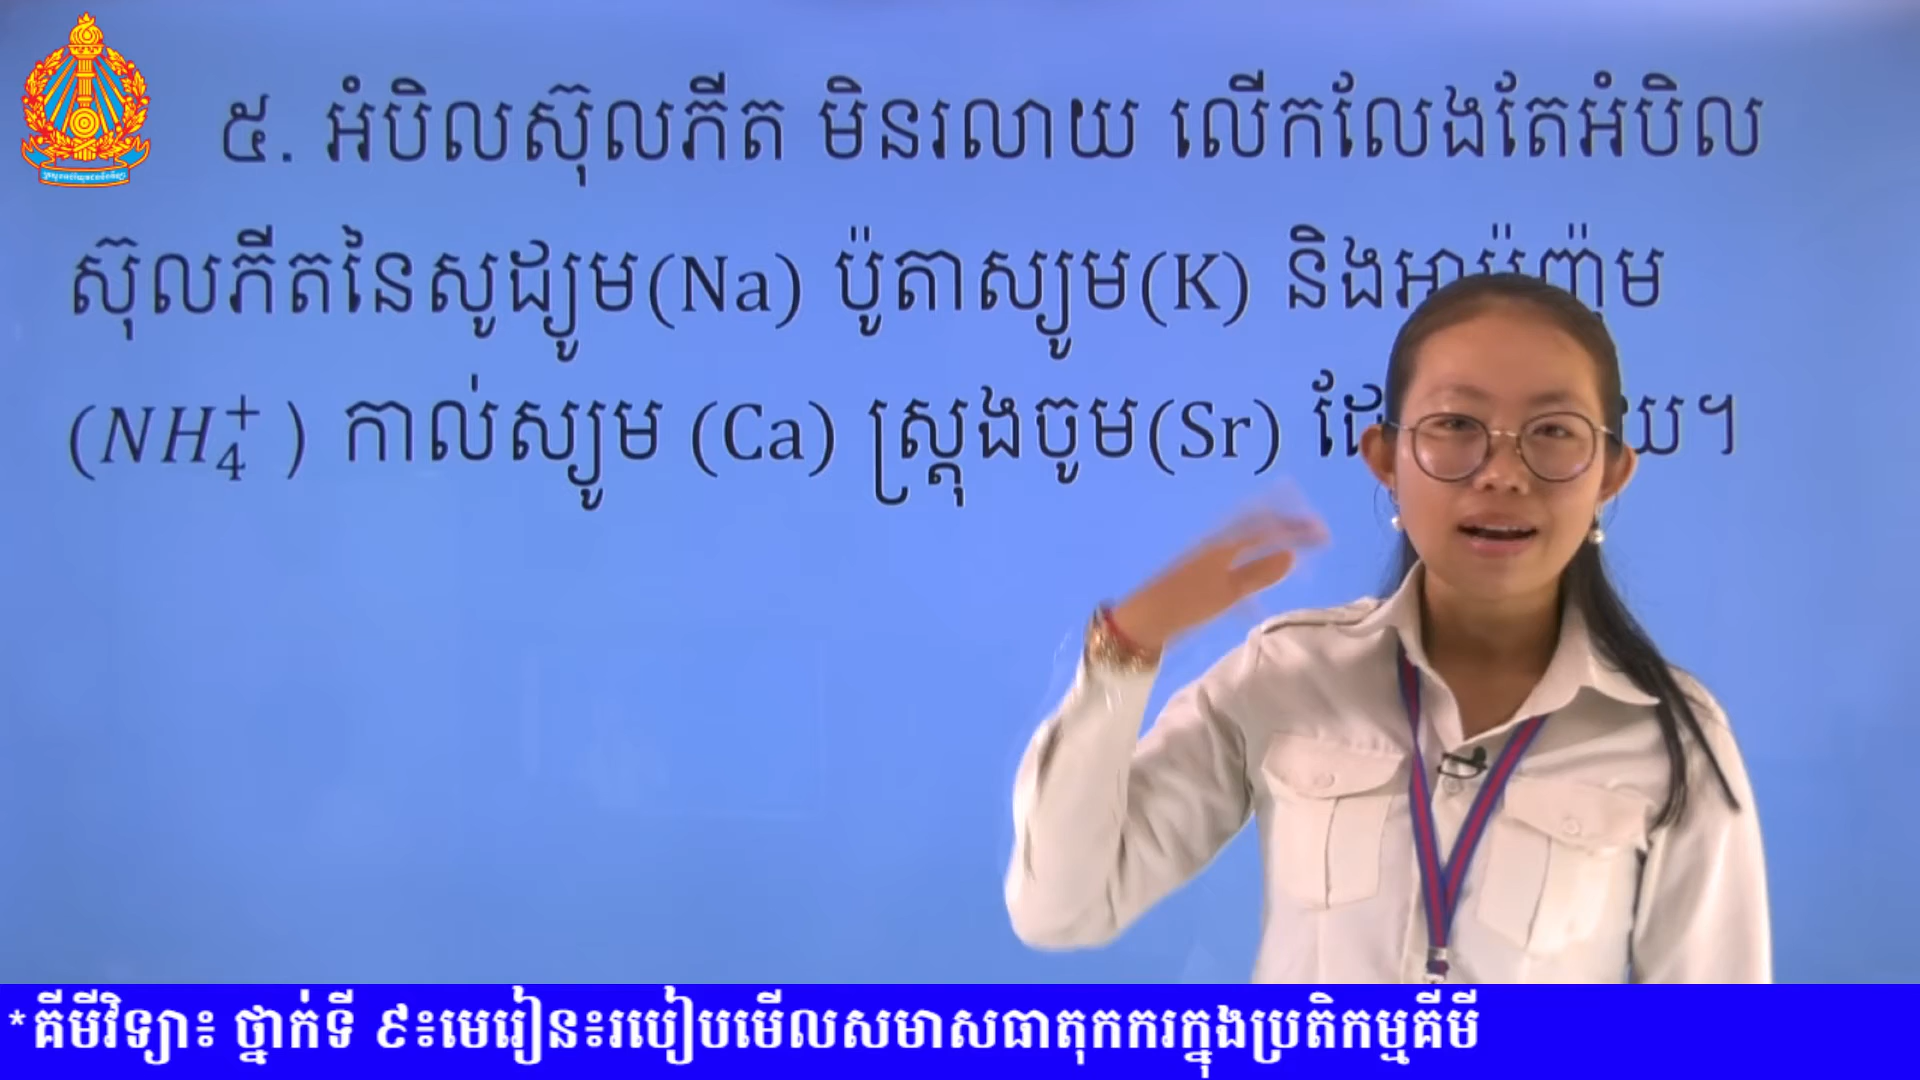 ៥. អំបិលស៊ុលភីត មិនរលាយ លើកលែងតែអំបិល
ស៊ុលភីតនៃសូដ្យូម(Na) ប៉ូតាស្យូម(K) និងអាម៉ូញ៉ូម
(NH₄⁺) កាល់ស្យូម (Ca) ស្ត្រុងចូម(Sr)
*គីមីវិទ្យា៖ ថ្នាក់ទី ៩៖មេរៀន៖របៀបមើលសមាសធាតុកករក្នុងប្រតិកម្មគីមី